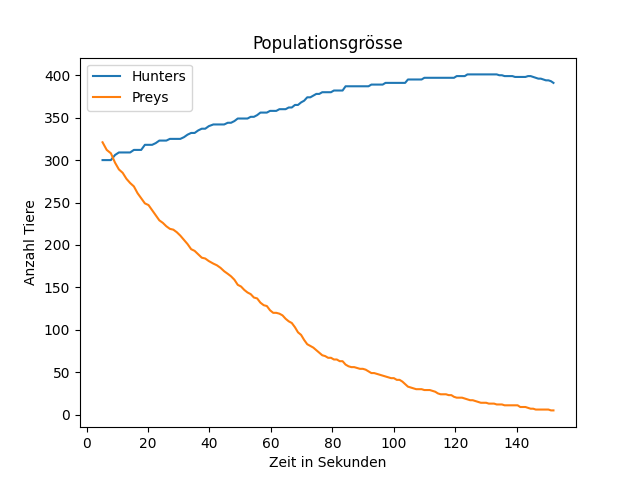 Populationsgrösse
Hunters
Preys
400
350
300
250
200
150
100
50
0
Anzahl Tiere
0 20 40 60 80 100 120 140
Zeit in Sekunden